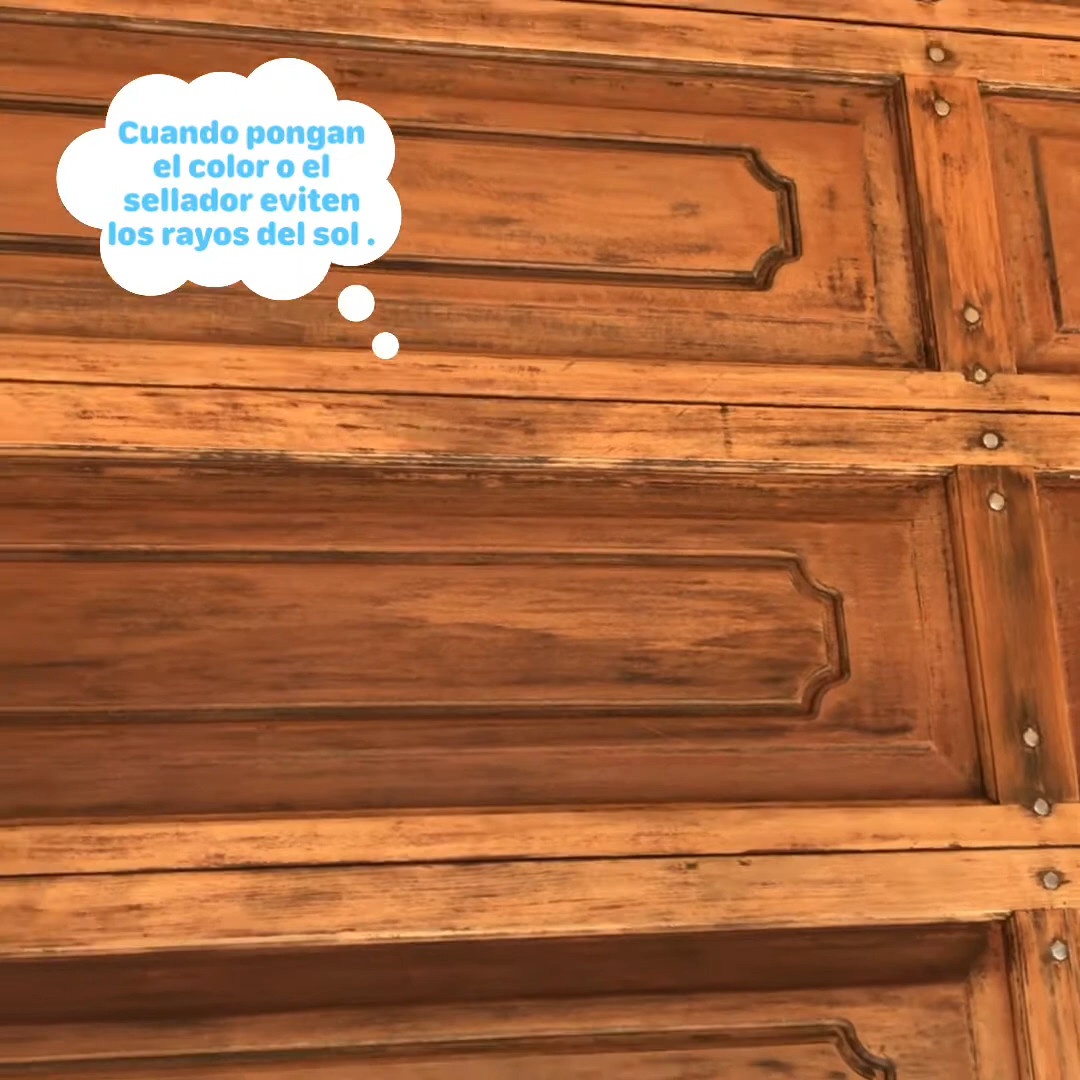 Cuando pongan
el color o el
sellador eviten
los rayos del sol .